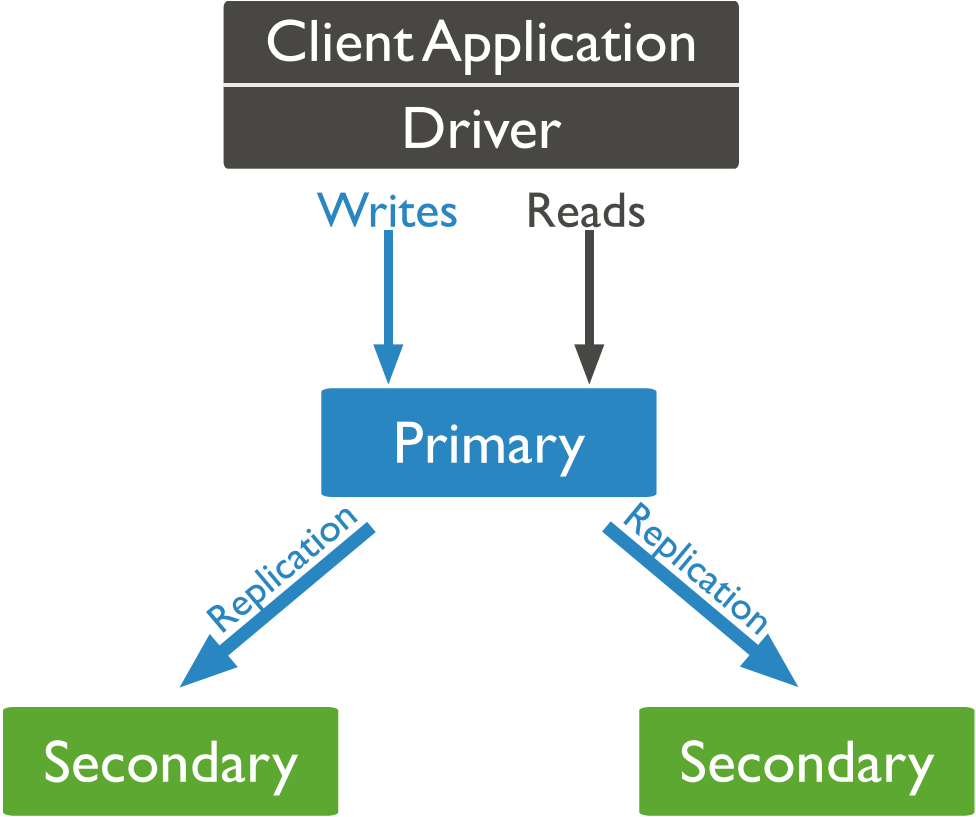 Client Application
Driver
Writes
Reads
Primary
Replication
Replication
Secondary
Secondary